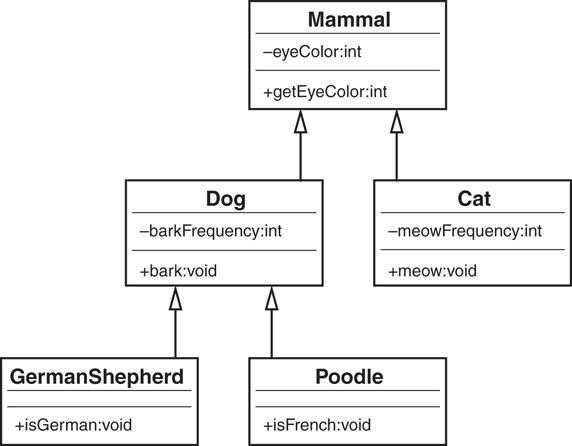 Mammal
–eyeColor:int
+getEyeColor:int
Dog
–barkFrequency:int
+bark:void
Cat
–meowFrequency:int
+meow:void
GermanShepherd
+isGerman:void
Poodle
+isFrench:void